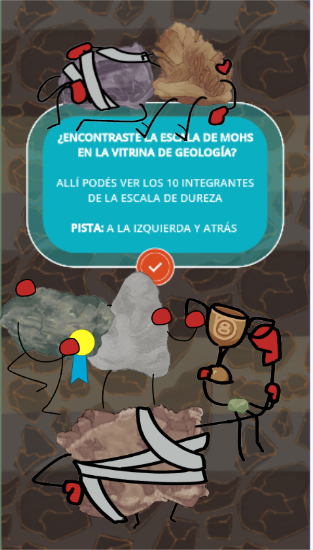 ¿ENCONTRASTE LA ESCALA DE MOHS
EN LA VITRINA DE GEOLOGÍA?
ALLÍ PODÉS VER LOS 10 INTEGRANTES
DE LA ESCALA DE DUREZA
PISTA: A LA IZQUIERDA Y ATRÁS